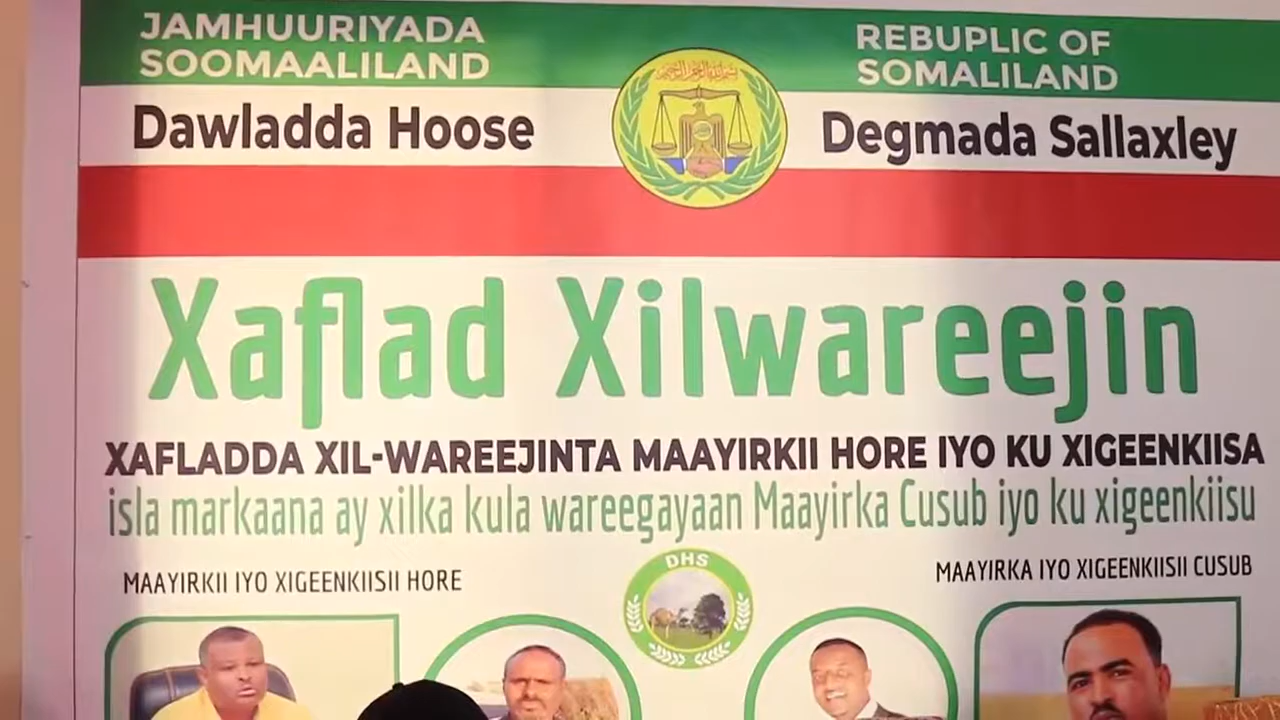 JAMHUURIYADA
SOOMAALILAND
REBUPLIC OF
SOMALILAND
Dawladda Hoose
Degmada Sallaxley
Xaflad Xilwareejin
XAFLADDA XIL-WAREEJINTA MAAYIRKII HORE IYO KU XIGEENKIISA
isla markaana ay xilka kula wareegayaan Maayirka Cusub iyo ku xigeenkiisu
DHS
MAAYIRKII IYO XIGEENKIISII HORE
MAAYIRKA IYO XIGEENKIISII CUSUB